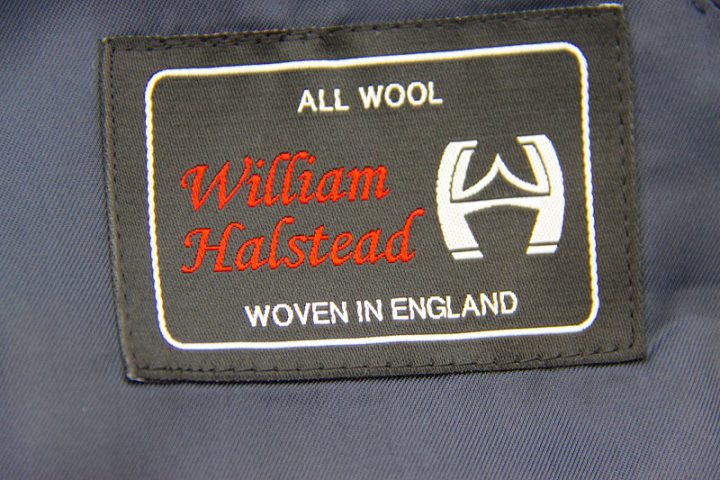 ALL WOOL
William
Halstead
WOVEN IN ENGLAND